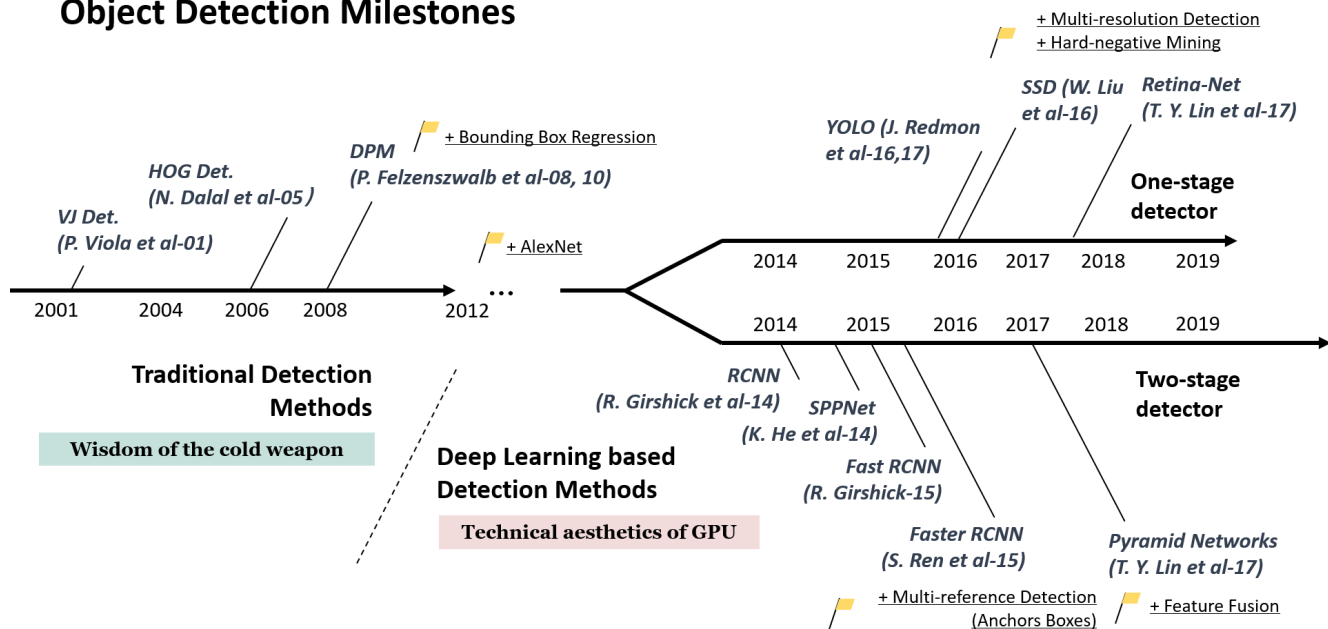 Object Detection Milestones
+ Multi-resolution Detection
+ Hard-negative Mining
SSD (W. Liu
et al-16)
Retina-Net
(T. Y. Lin et al-17)
YOLO (J. Redmon
et al-16,17)
+ Bounding Box Regression
DPM
(P. Felzenszwalb et al-08, 10)
HOG Det.
(N. Dalal et al-05)
VJ Det.
(P. Viola et al-01)
+ AlexNet
One-stage
detector
2014 2015 2016 2017 2018 2019
...
2001 2004 2006 2008 2012
2014 2015 2016 2017 2018 2019
Traditional Detection
Methods
Wisdom of the cold weapon
Deep Learning based
Detection Methods
Technical aesthetics of GPU
Two-stage
detector
RCNN
(R. Girshick et al-14)
SPPNet
(K. He et al-14)
Fast RCNN
(R. Girshick-15)
Faster RCNN
(S. Ren et al-15)
Pyramid Networks
(T. Y. Lin et al-17)
+ Multi-reference Detection
(Anchors Boxes)
+ Feature Fusion